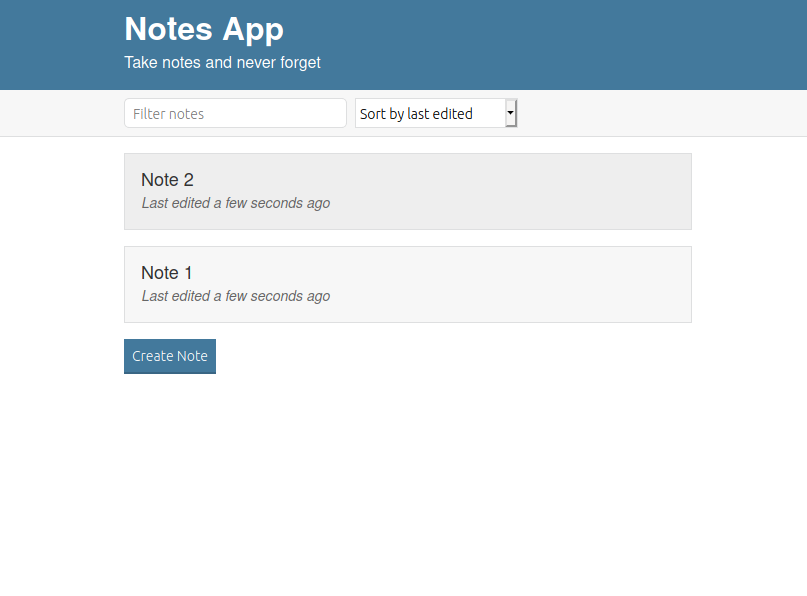 Notes App
Take notes and never forget
Filter notes
Sort by last edited
Note 2
Last edited a few seconds ago
Note 1
Last edited a few seconds ago
Create Note